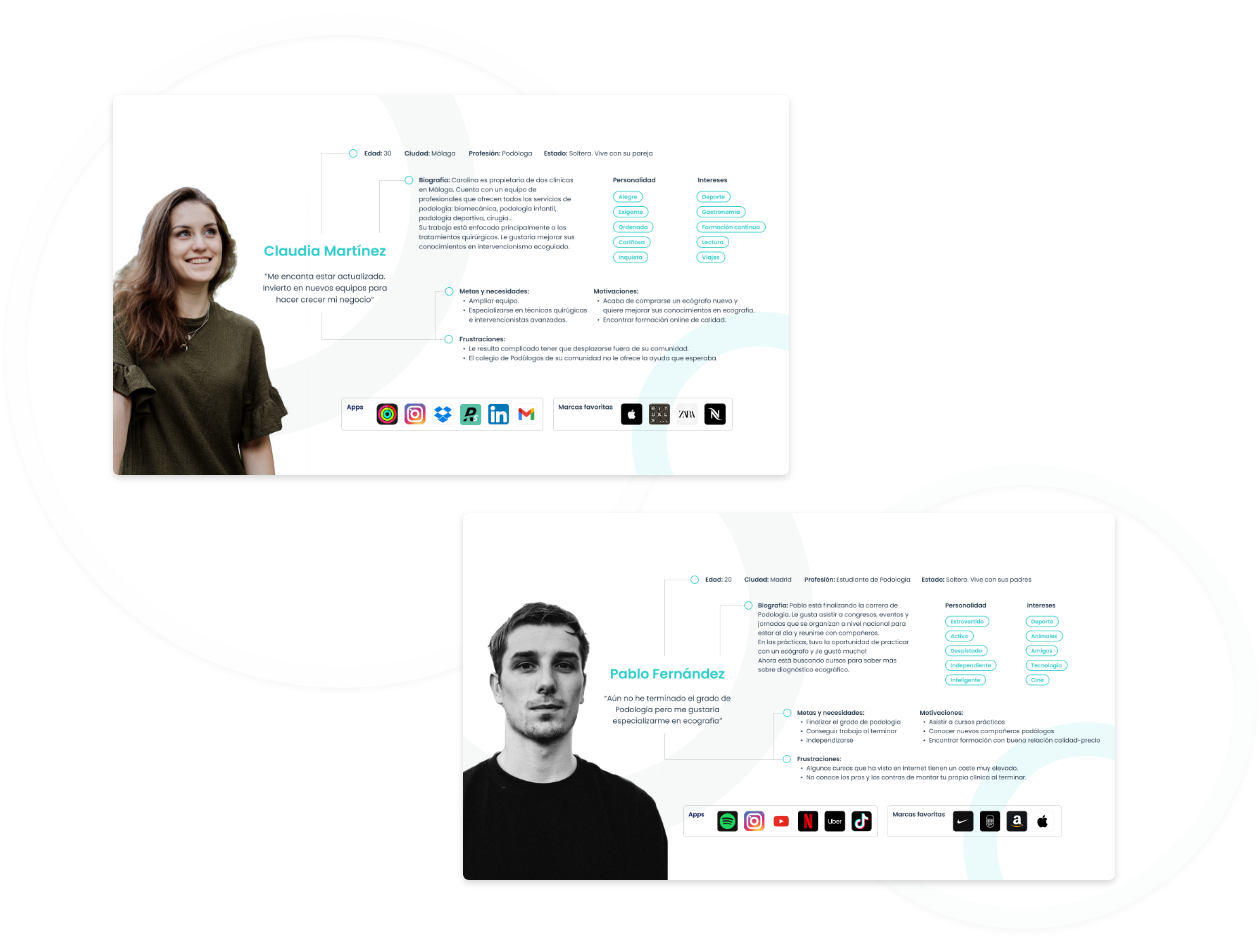 Edad: 30 Ciudad: Málaga Profesión: Podóloga Estado: Soltera. Vive con su pareja
Biografía: Carolina es propietaria de dos clínicas
en Málaga. Cuenta con un equipo de
profesionales que ofrecen todos los servicios de
podología: biomecánica, podología infantil,
podología deportiva, cirugía...
Su trabajo está enfocado principalmente a los
tratamientos quirúrgicos. Le gustaría mejorar sus
conocimientos en intervencionismo ecoguiado.
Personalidad
Alegre
Exigente
Ordenada
Cariñosa
Inquieta
Intereses
Deporte
Gastronomía
Formación continua
Lectura
Viajes
Claudia Martínez
“Me encanta estar actualizada.
Invierto en nuevos equipos para
hacer crecer mi negocio”
Metas y necesidades:
• Ampliar equipo.
• Especializarse en técnicas quirúgicas
e intervencionistas avanzadas.
Motivaciones:
• Acaba de comprarse un ecógrafo nuevo y
quiere mejorar sus conocimientos en ecografía.
• Encontrar formación online de calidad.
Frustraciones:
• Le resulta complicado tener que desplazarse fuera de su comunidad.
• El colegio de Podólogos de su comunidad no le ofrece la ayuda que esperaba.
Apps
in
Marcas favoritas
ZARA
Edad: 20 Ciudad: Madrid Profesión: Estudiante de Podología Estado: Soltero. Vive con sus padres
Biografía: Pablo está finalizando la carrera de
Podología. Le gusta asistir a congresos, eventos y
jornadas que se organizan a nivel nacional para
estar al día y reunirse con compañeros.
En las prácticas, tuvo la oportunidad de practicar
con un ecógrafo y ¡le gustó mucho!
Ahora está buscando cursos para saber más
sobre diagnóstico ecográfico.
Personalidad
Extrovertido
Activo
Despistado
Independiente
Inteligente
Intereses
Deporte
Animales
Amigos
Tecnología
Cine
Pablo Fernández
“Aún no he terminado el grado de
Podología pero me gustaría
especializarme en ecografía”
Metas y necesidades:
• Finalizar el grado de podología
• Conseguir trabajo al terminar
• Independizarse
Motivaciones:
• Asistir a cursos prácticos
• Conocer nuevos compañeros podólogos
• Encontrar formación con buena relación calidad-precio
Frustraciones:
• Algunos cursos que ha visto en internet tienen un coste muy elevado.
• No conoce los pros y los contras de montar tu propia clínica al terminar.
Apps
Uber
Marcas favoritas